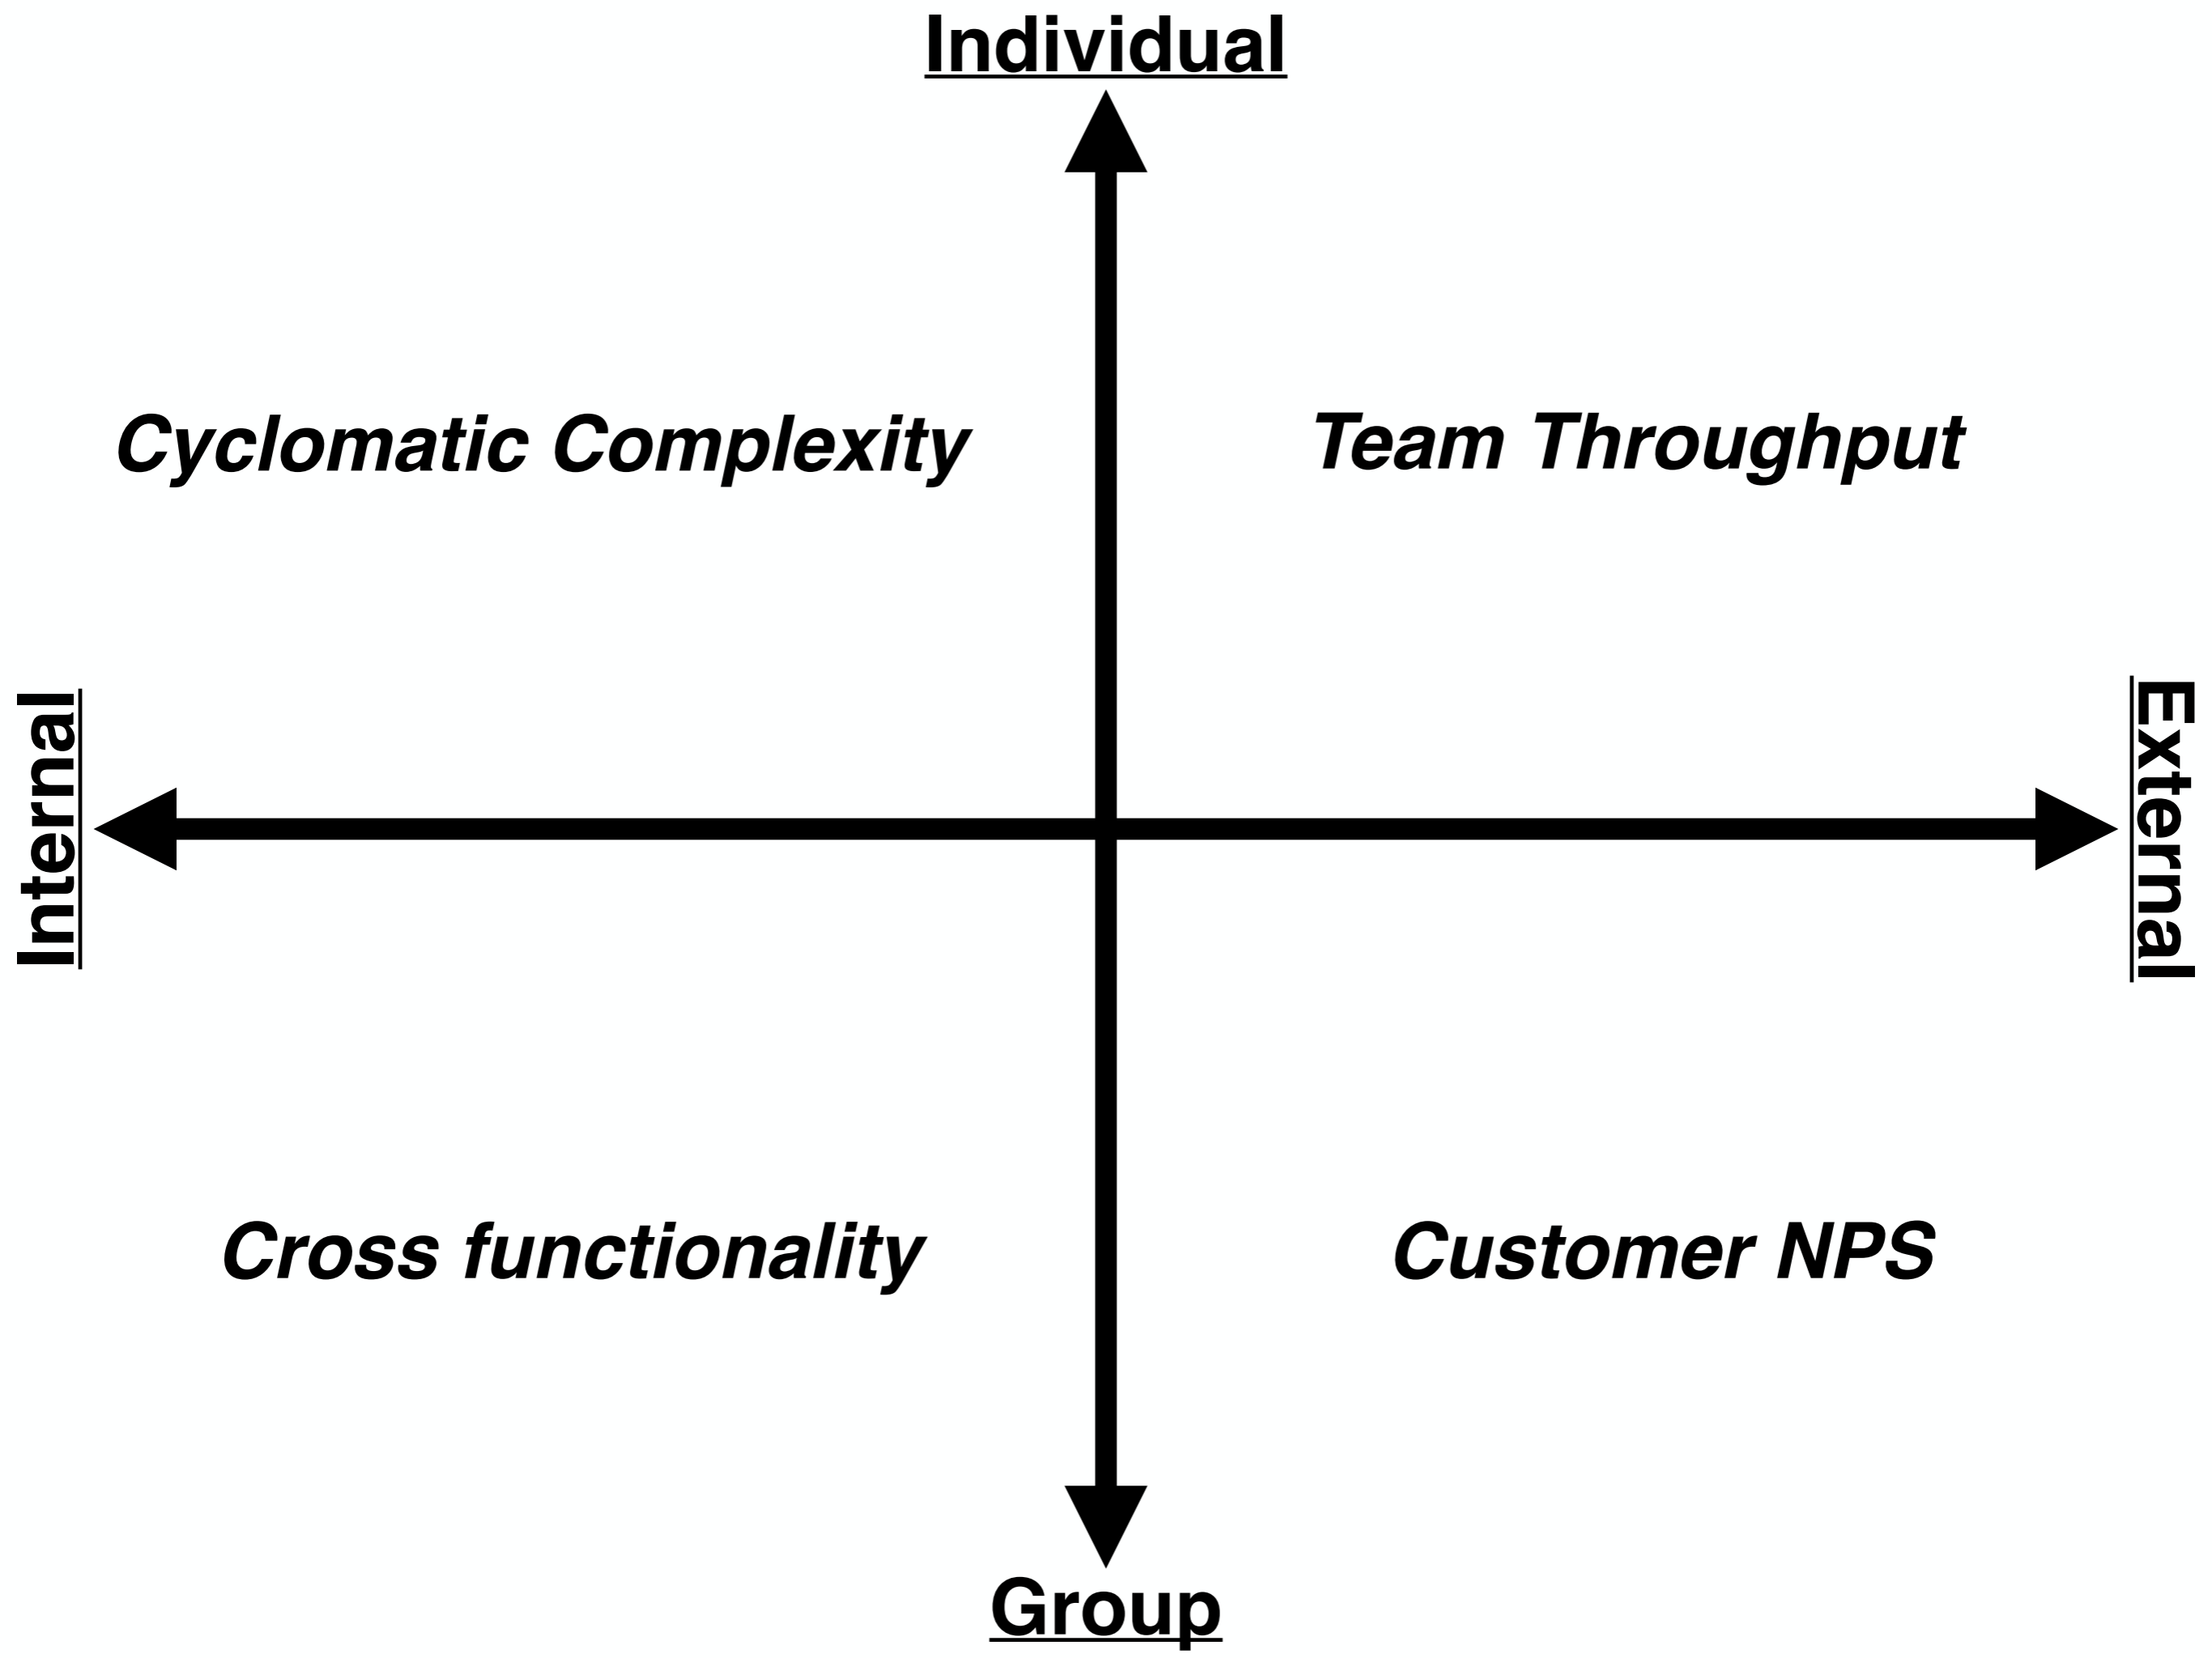 Individual
Cyclomatic Complexity
Team Throughput
Internal
External
Cross functionality
Customer NPS
Group